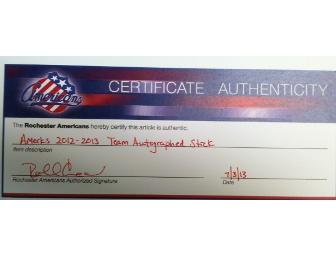 Americans
CERTIFICATE AUTHENTICITY
The Rochester Americans hereby certify this article is authentic.
Amerks 2012-2013 Team Autographed Stick
Item description
7/3/13
Rochester Americans Authorized Signature Date